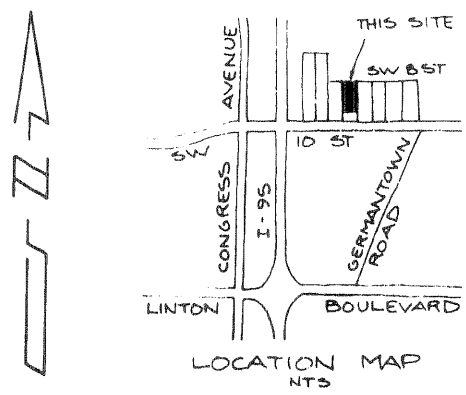 THIS SITE
SW 8 ST
AVENUE
SW
10 ST
CONGRESS
I-95
GERMANTOWN
ROAD
LINTON
BOULEVARD
LOCATION MAP
NTS
N